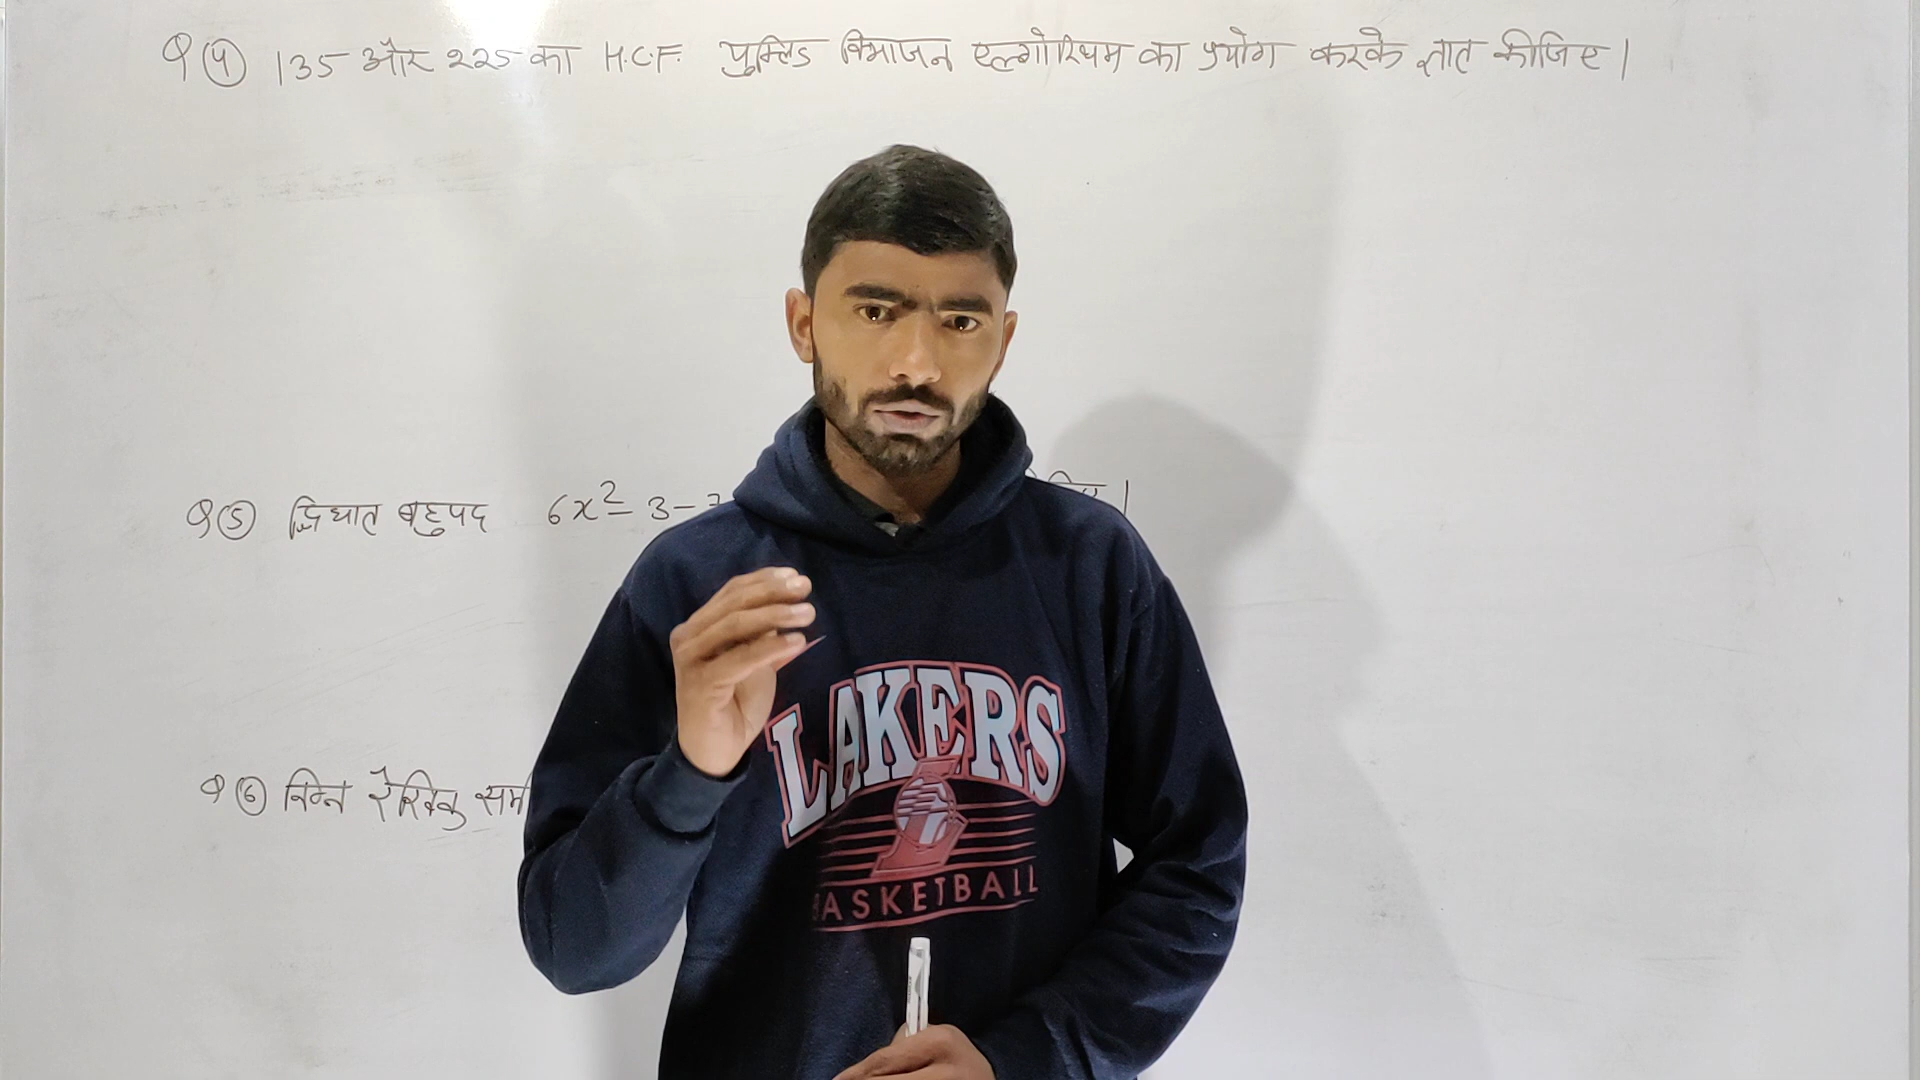 Q (4) 135 और 225 का H.C.F. युक्लिड विभाजन एल्गोरिथम का प्रयोग करके ज्ञात कीजिए।
Q (5) द्विघात बहुपद 6x² - 3 -
Q (6) निम्न रैखिक सम
LAKERS
BASKETBALL